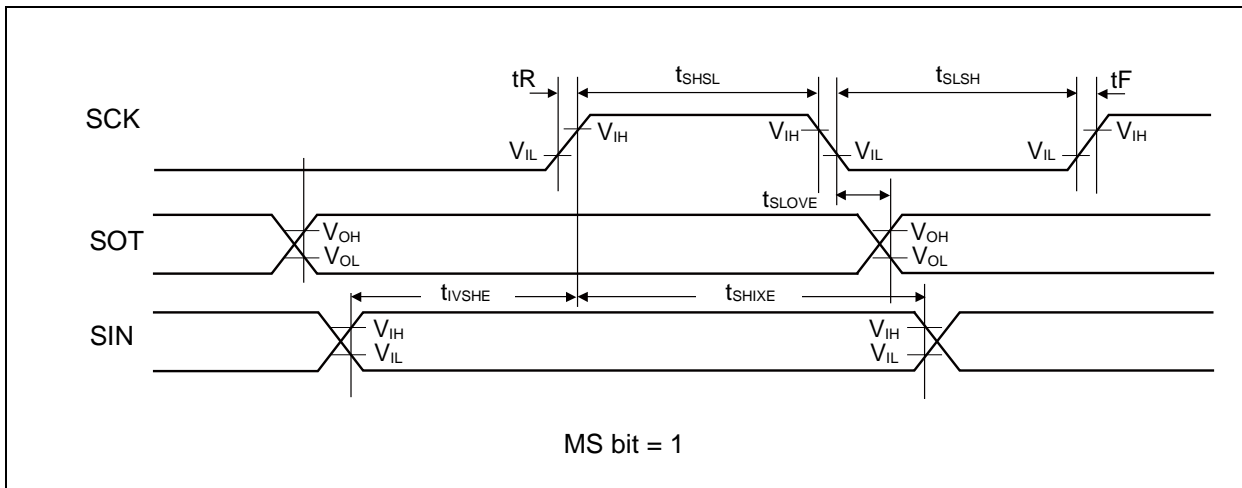 tR tSHSL tSLSH tF
SCK VIH VIH VIH
VIL VIL VIL
tSLOVE
SOT VOH VOH
VOL VOL
tIVSHE tSHIXE
SIN VIH VIH
VIL VIL
MS bit = 1